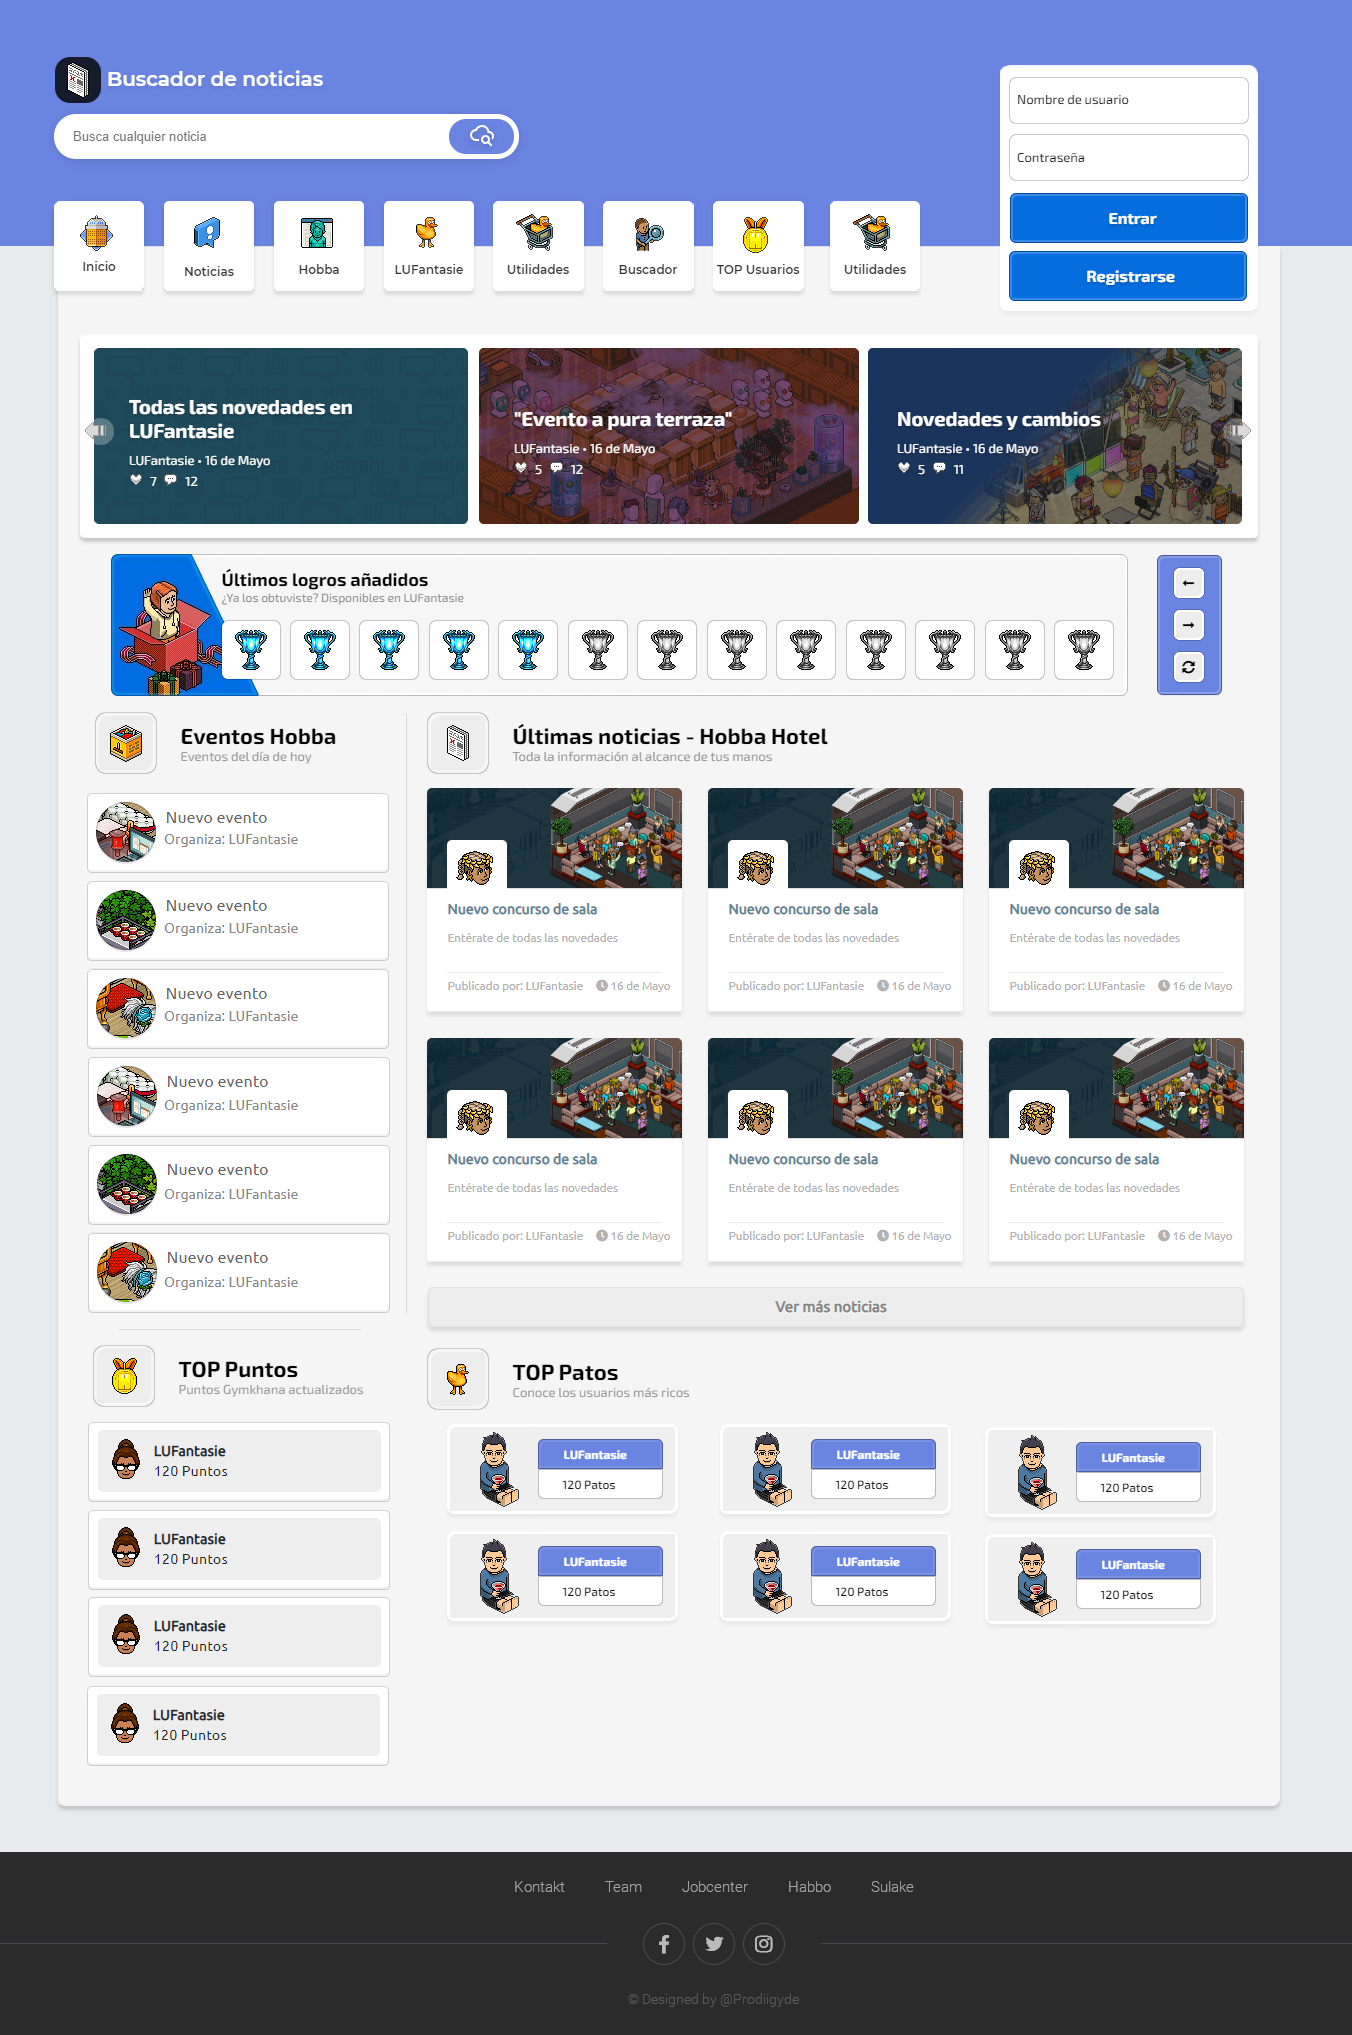 Buscador de noticias
Busca cualquier noticia
Nombre de usuario
Contraseña
Entrar
Registrarse
Inicio
Noticias
Hobba
LUFantasie
Utilidades
Buscador
TOP Usuarios
Utilidades
Todas las novedades en
LUFantasie
LUFantasie • 16 de Mayo
7 12
"Evento a pura terraza"
LUFantasie • 16 de Mayo
5 12
Novedades y cambios
LUFantasie • 16 de Mayo
5 11
Últimos logros añadidos
¿Ya los obtuviste? Disponibles en LUFantasie
Eventos Hobba
Eventos del día de hoy
Nuevo evento
Organiza: LUFantasie
Nuevo evento
Organiza: LUFantasie
Nuevo evento
Organiza: LUFantasie
Nuevo evento
Organiza: LUFantasie
Nuevo evento
Organiza: LUFantasie
Nuevo evento
Organiza: LUFantasie
Últimas noticias - Hobba Hotel
Toda la información al alcance de tus manos
Nuevo concurso de sala
Entérate de todas las novedades
Publicado por: LUFantasie 16 de Mayo
Nuevo concurso de sala
Entérate de todas las novedades
Publicado por: LUFantasie 16 de Mayo
Nuevo concurso de sala
Entérate de todas las novedades
Publicado por: LUFantasie 16 de Mayo
Nuevo concurso de sala
Entérate de todas las novedades
Publicado por: LUFantasie 16 de Mayo
Nuevo concurso de sala
Entérate de todas las novedades
Publicado por: LUFantasie 16 de Mayo
Nuevo concurso de sala
Entérate de todas las novedades
Publicado por: LUFantasie 16 de Mayo
Ver más noticias
TOP Puntos
Puntos Gymkhana actualizados
LUFantasie
120 Puntos
LUFantasie
120 Puntos
LUFantasie
120 Puntos
LUFantasie
120 Puntos
TOP Patos
Conoce los usuarios más ricos
LUFantasie
120 Patos
LUFantasie
120 Patos
LUFantasie
120 Patos
LUFantasie
120 Patos
LUFantasie
120 Patos
LUFantasie
120 Patos
Kontakt Team Jobcenter Habbo Sulake
© Designed by @Prodiigyde